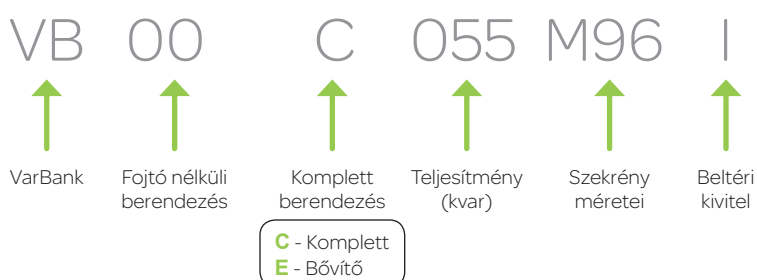 VB 00 C 055 M96 I
VarBank Fojtó nélküli berendezés Komplett berendezés Teljesítmény (kvar) Szekrény méretei Beltéri kivitel
C - Komplett
E - Bővítő